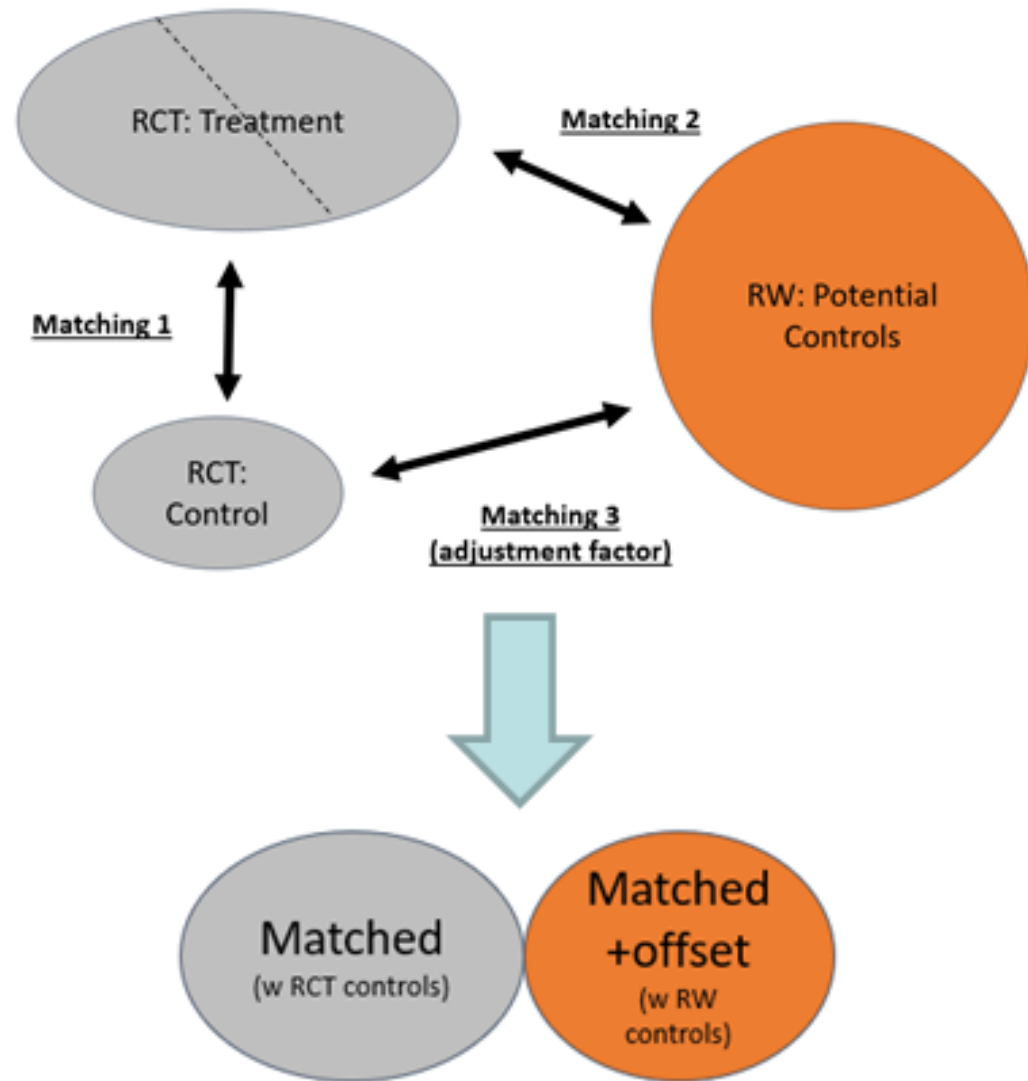 RCT: Treatment
Matching 2
RW: Potential
Controls
Matching 1
RCT:
Control
Matching 3
(adjustment factor)
Matched
(w RCT controls)
Matched
+offset
(w RW
controls)